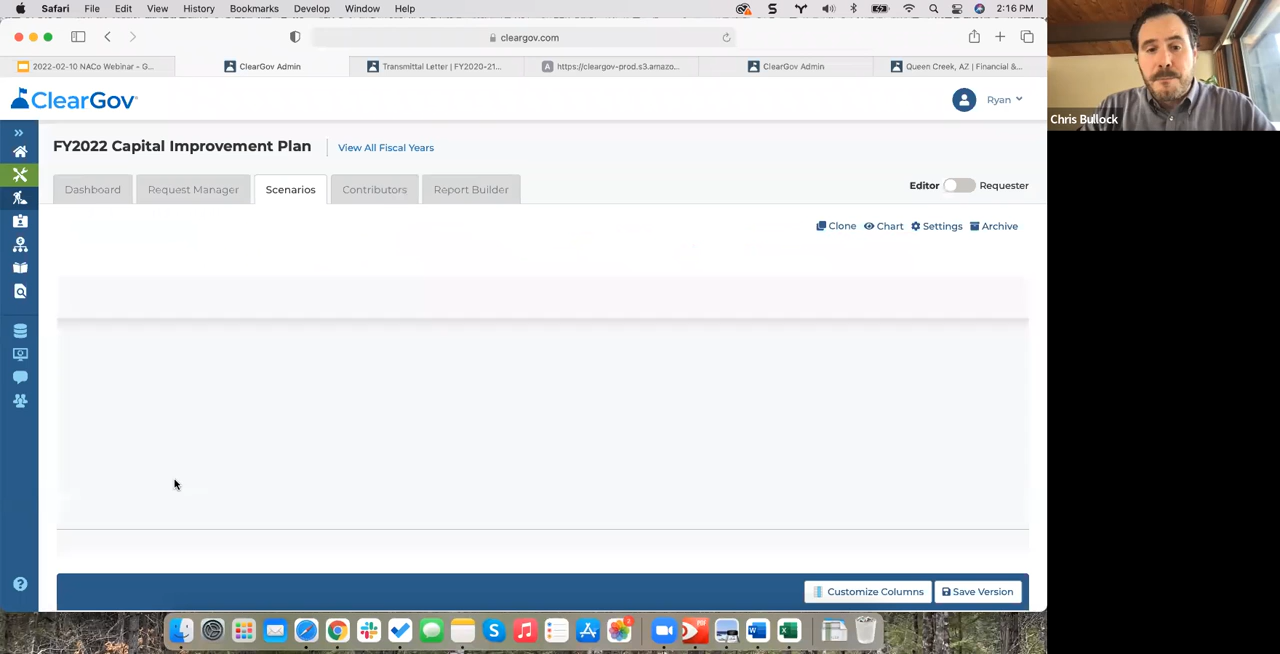 Safari File Edit View History Bookmarks Develop Window Help 2:16 PM
cleargov.com
2022-02-10 NACo Webinar - G... ClearGov Admin Transmittal Letter | FY2020-21... https://cleargov-prod.s3.amazo... ClearGov Admin Queen Creek, AZ | Financial &...
ClearGov Ryan
FY2022 Capital Improvement Plan View All Fiscal Years
Dashboard Request Manager Scenarios Contributors Report Builder Editor Requester
Clone Chart Settings Archive
Customize Columns Save Version
Chris Bullock